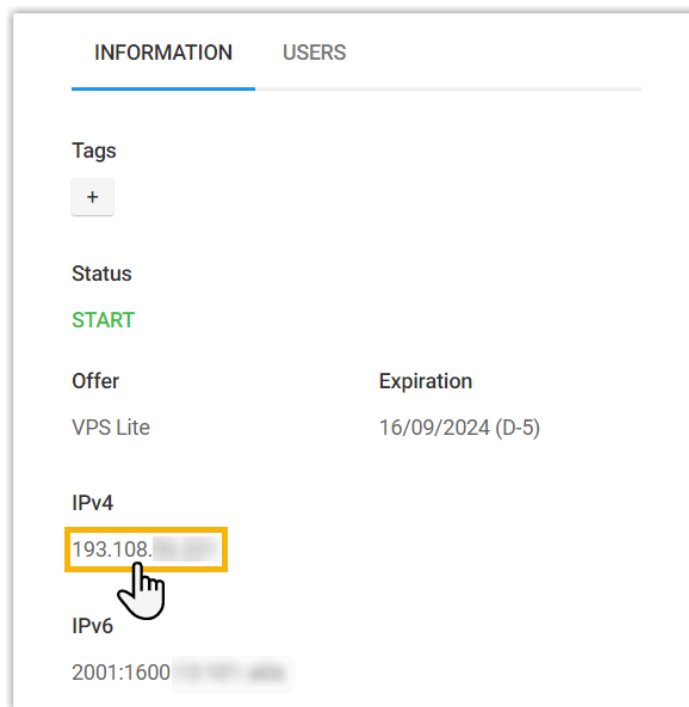 INFORMATION USERS
Tags
+
Status
START
Offer Expiration
VPS Lite 16/09/2024 (D-5)
IPv4
193.108.
IPv6
2001:1600